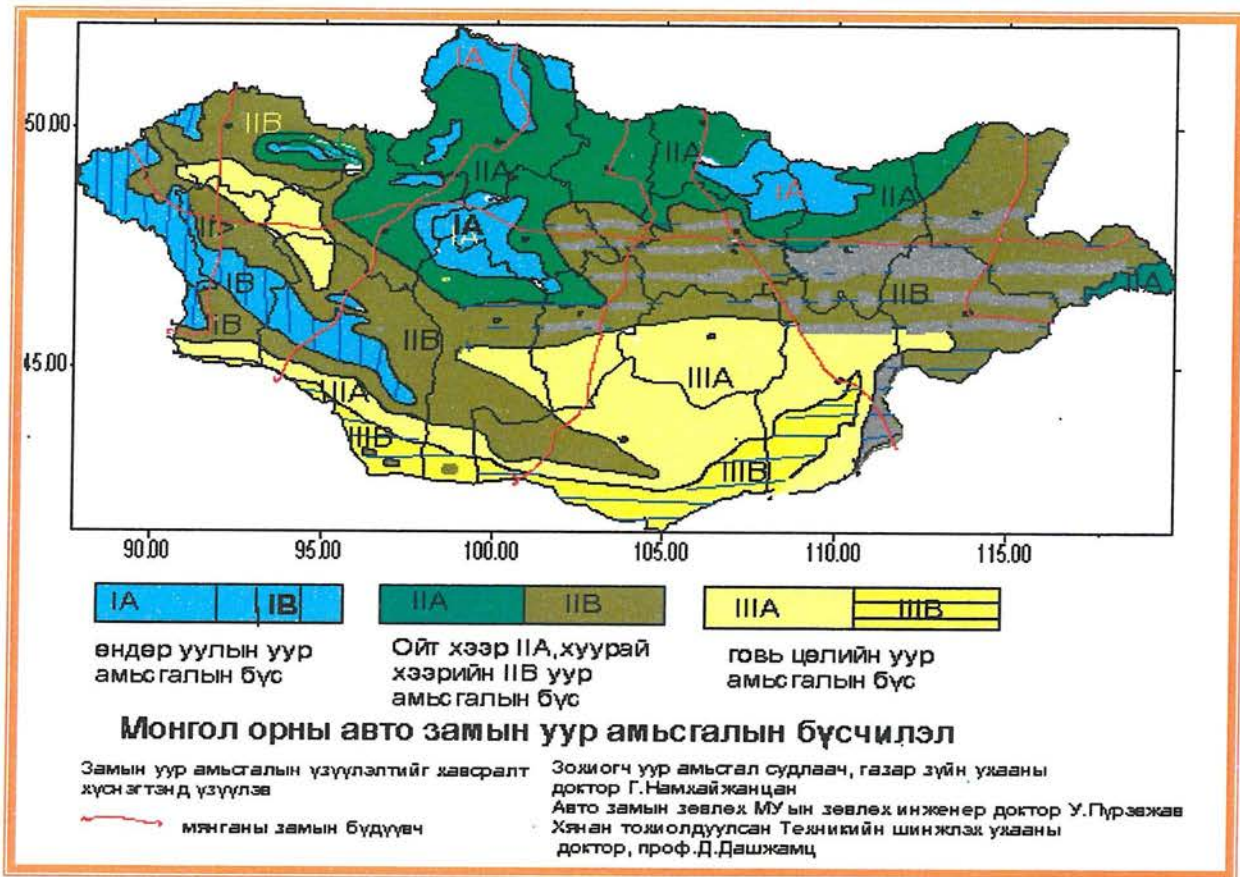 IA
50.00
IIB
IIA
IIA
IA
IIA
IA
IIA
IB
IIB
IB
IIB
45.00
IIIA
IIA
IIIB
IIIB
90.00 95.00 100.00 105.00 110.00 115.00
IA IB IIA IIB IIIA IIIB
өндөр уулын уур
амьсгалын бүс
Ойт хээр IIA,хуурай
хээрийн IIB уур
амьсгалын бүс
говь цөлийн уур
амьсгалын бүс
Монгол орны авто замын уур амьсгалын бүсчилэл
Замын уур амьсгалын үзүүлэлтийг хавсралт
хүснэгтэнд үзүүлэв
мянганы замын бүдүүвч
Зохиогч уур амьсгал судлаач, газар зүйн ухааны
доктор Г.Намхайжанцан
Авто замын зөвлөх МУ ын зөвлөх инженер доктор У.Пүрэвжав
Хянан тохиолдуулсан Техникийн шинжлэх ухааны
доктор, проф.Д.Дашжамц